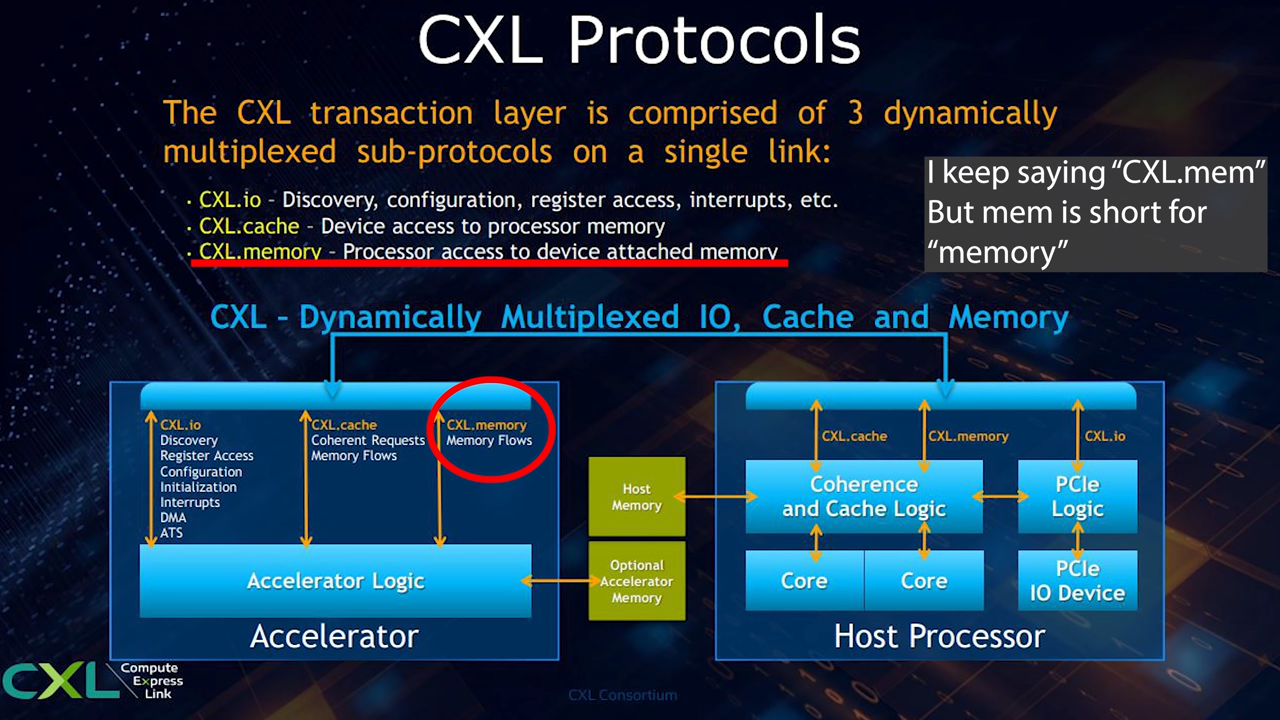 CXL Protocols
The CXL transaction layer is comprised of 3 dynamically
multiplexed sub-protocols on a single link:
· CXL.io – Discovery, configuration, register access, interrupts, etc.
· CXL.cache – Device access to processor memory
· CXL.memory – Processor access to device attached memory
I keep saying “CXL.mem”
But mem is short for
“memory”
CXL – Dynamically Multiplexed IO, Cache and Memory
CXL.io
Discovery
Register Access
Configuration
Initialization
Interrupts
DMA
ATS
CXL.cache
Coherent Requests
Memory Flows
CXL.memory
Memory Flows
Accelerator Logic
Accelerator
Host
Memory
Optional
Accelerator
Memory
CXL.cache
CXL.memory
CXL.io
Coherence
and Cache Logic
PCIe
Logic
Core
Core
PCIe
IO Device
Host Processor
CXL
Compute
Express
Link
CXL Consortium